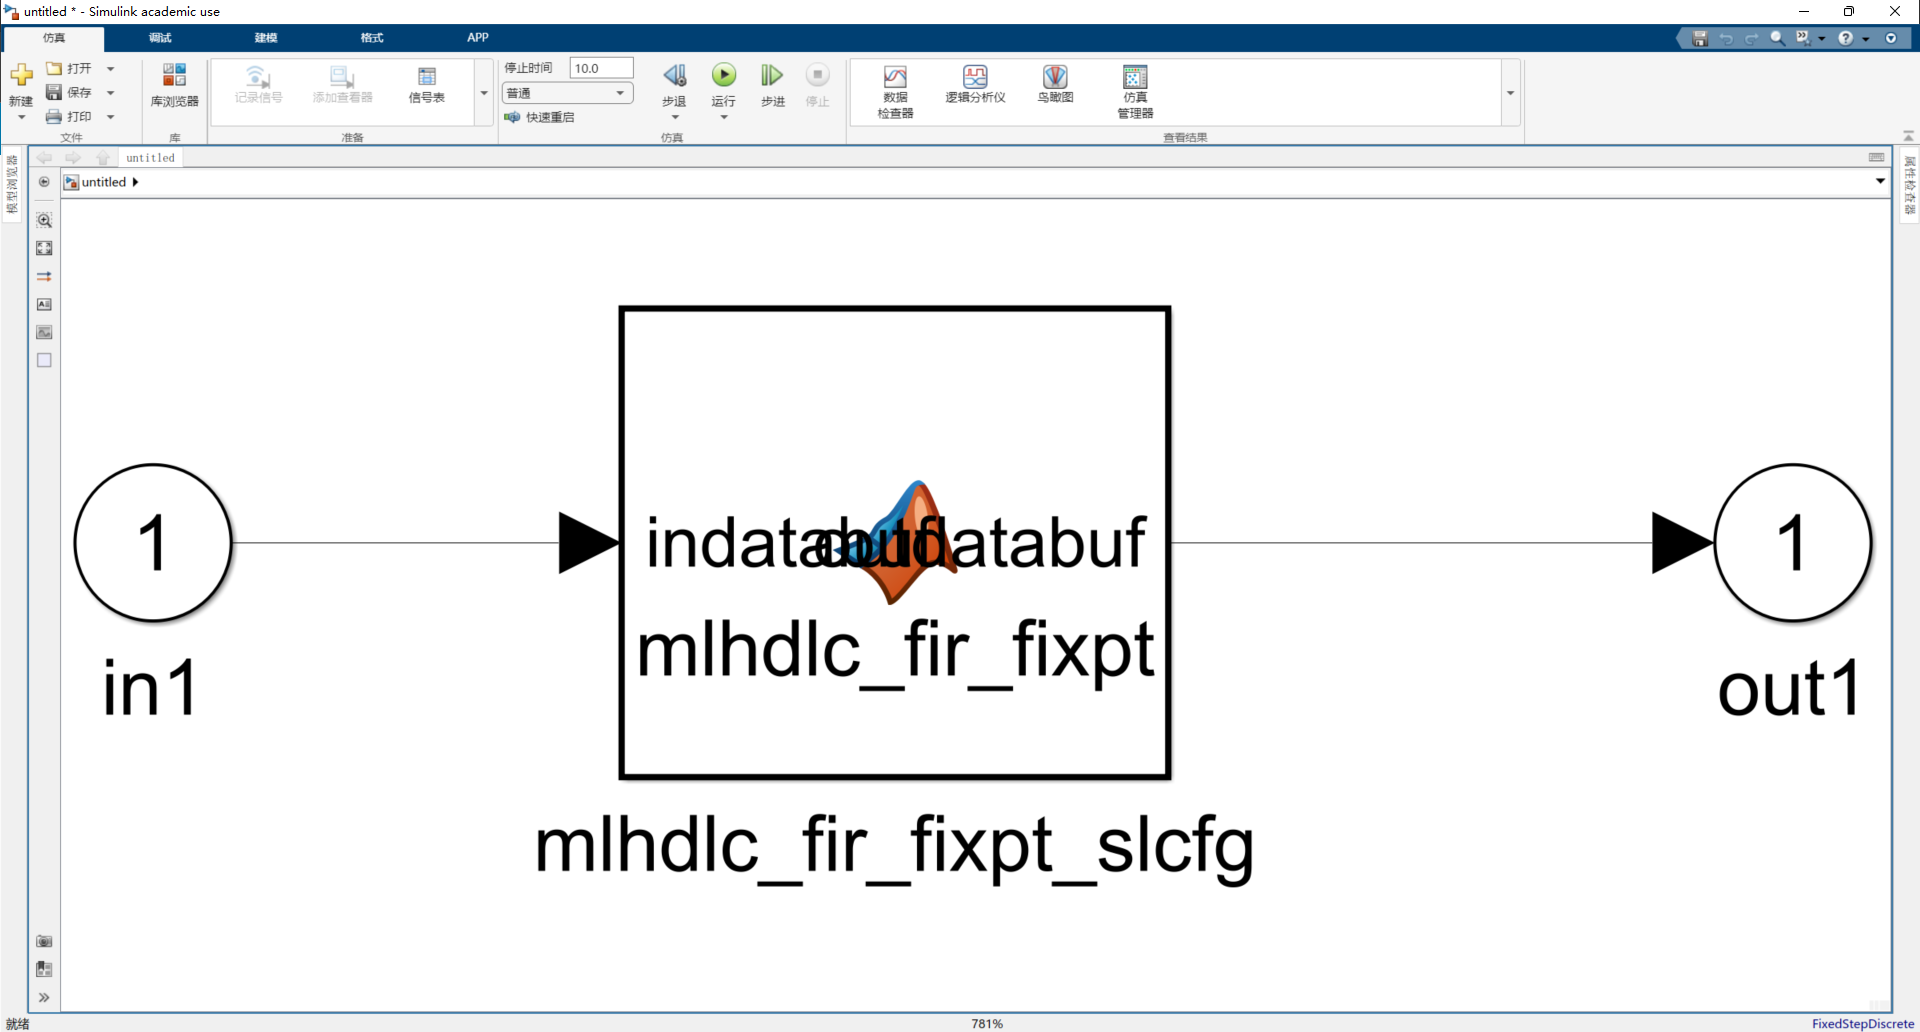 untitled * - Simulink academic use
仿真 调试 建模 格式 APP
新建
打开
保存
打印
文件
库浏览器
库
记录信号 添加查看器 信号表
准备
停止时间 10.0
普通
快速重启
步退 运行 步进 停止
仿真
数据
检查器
逻辑分析仪
鸟瞰图
仿真
管理器
查看结果
模型浏览器
属性检查器
untitled
untitled
1
in1
indatabuf
outdatabuf
mlhdlc_fir_fixpt
mlhdlc_fir_fixpt_slcfg
1
out1
就绪
781%
FixedStepDiscrete